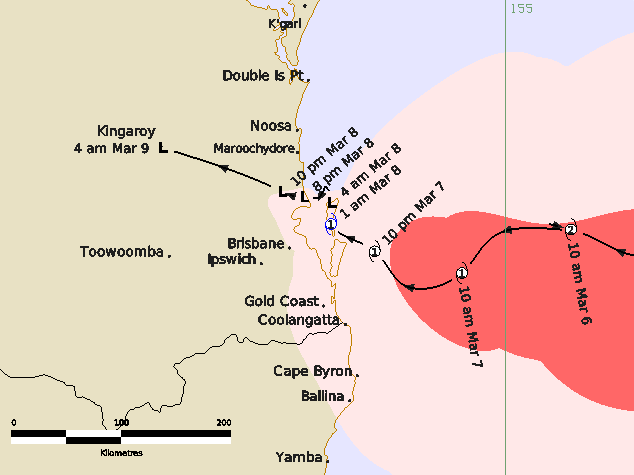 155
K'gari
Double Is Pt.
Noosa
Kingaroy
4 am Mar 9 L
Maroochydore
10 pm Mar 8
8 pm Mar 8
4 am Mar 8
1 am Mar 8
10 pm Mar 7
L
L
L
1
1
1
2
10 am Mar 6
10 am Mar 7
Toowoomba
Brisbane
Ipswich
Gold Coast
Coolangatta
Cape Byron
Ballina
0 100 200
Kilometres
Yamba